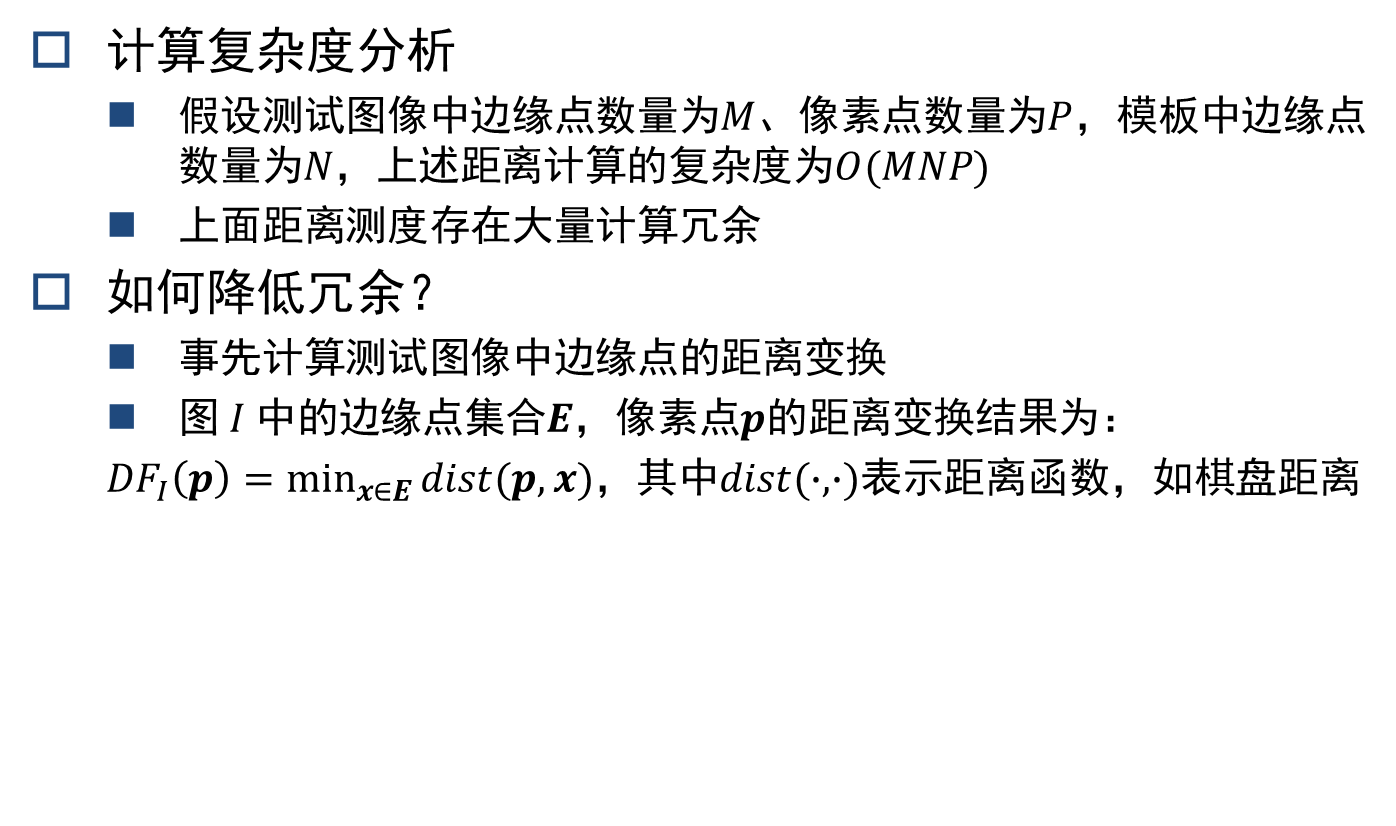 计算复杂度分析
假设测试图像中边缘点数量为M、像素点数量为P，模板中边缘点
数量为N，上述距离计算的复杂度为O(MNP)
上面距离测度存在大量计算冗余
如何降低冗余？
事先计算测试图像中边缘点的距离变换
图 I 中的边缘点集合E，像素点p的距离变换结果为：
DF_I(p) = min_{x∈E} dist(p, x)，其中dist(·,·)表示距离函数，如棋盘距离